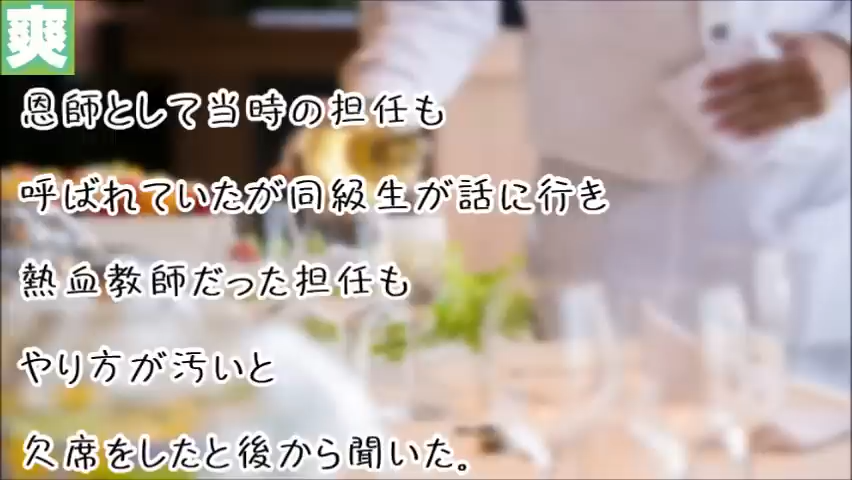 爽
恩師として当時の担任も
呼ばれていたが同級生が話に行き
熱血教師だった担任も
やり方が汚いと
欠席をしたと後から聞いた。